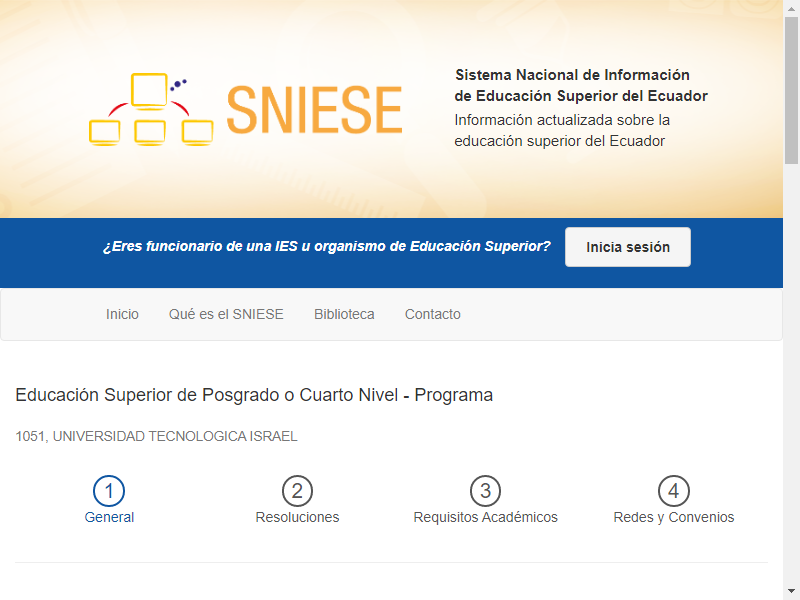 SNIESE
Sistema Nacional de Información
de Educación Superior del Ecuador
Información actualizada sobre la
educación superior del Ecuador
¿Eres funcionario de una IES u organismo de Educación Superior?
Inicia sesión
Inicio Qué es el SNIESE Biblioteca Contacto
Educación Superior de Posgrado o Cuarto Nivel - Programa
1051, UNIVERSIDAD TECNOLOGICA ISRAEL
1 2 3 4
General Resoluciones Requisitos Académicos Redes y Convenios